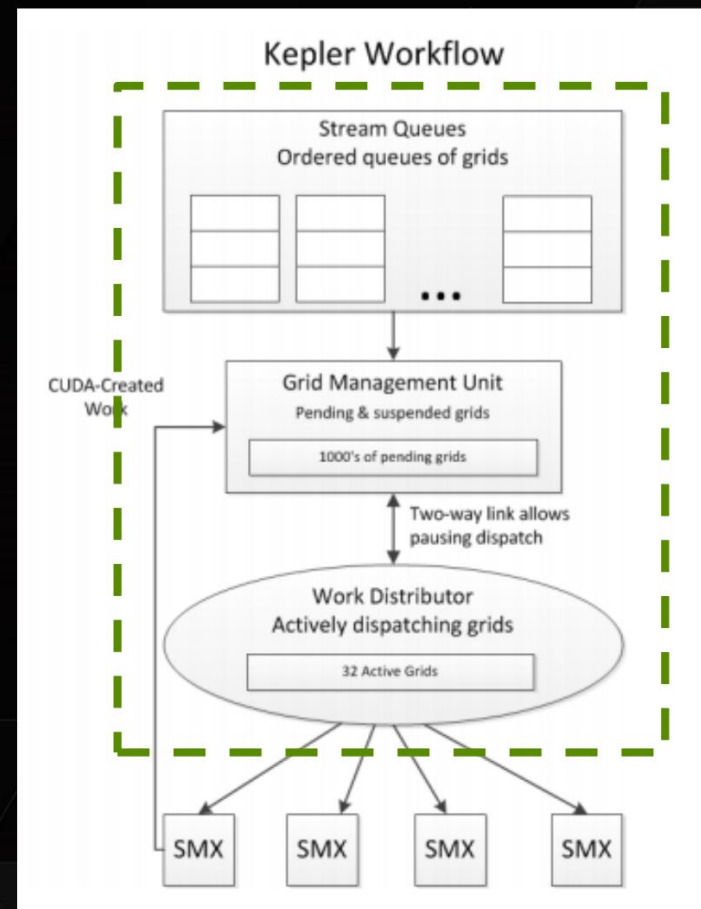 Kepler Workflow
Stream Queues
Ordered queues of grids
...
CUDA-Created
Work
Grid Management Unit
Pending & suspended grids
1000's of pending grids
Two-way link allows
pausing dispatch
Work Distributor
Actively dispatching grids
32 Active Grids
SMX
SMX
SMX
SMX